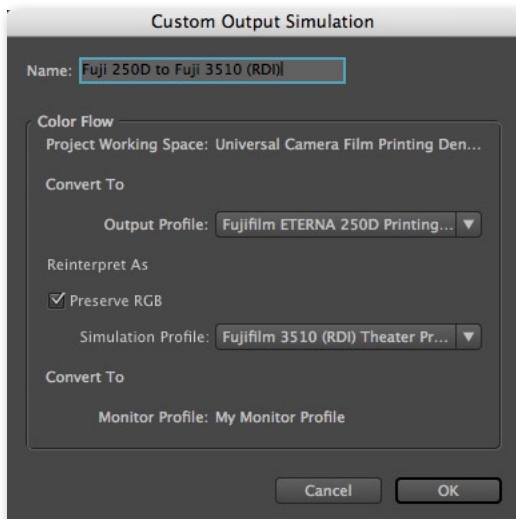 Custom Output Simulation
Name: Fuji 250D to Fuji 3510 (RDI)
Color Flow
Project Working Space: Universal Camera Film Printing Den...
Convert To
Output Profile: Fujifilm ETERNA 250D Printing...
Reinterpret As
Preserve RGB
Simulation Profile: Fujifilm 3510 (RDI) Theater Pr...
Convert To
Monitor Profile: My Monitor Profile
Cancel OK